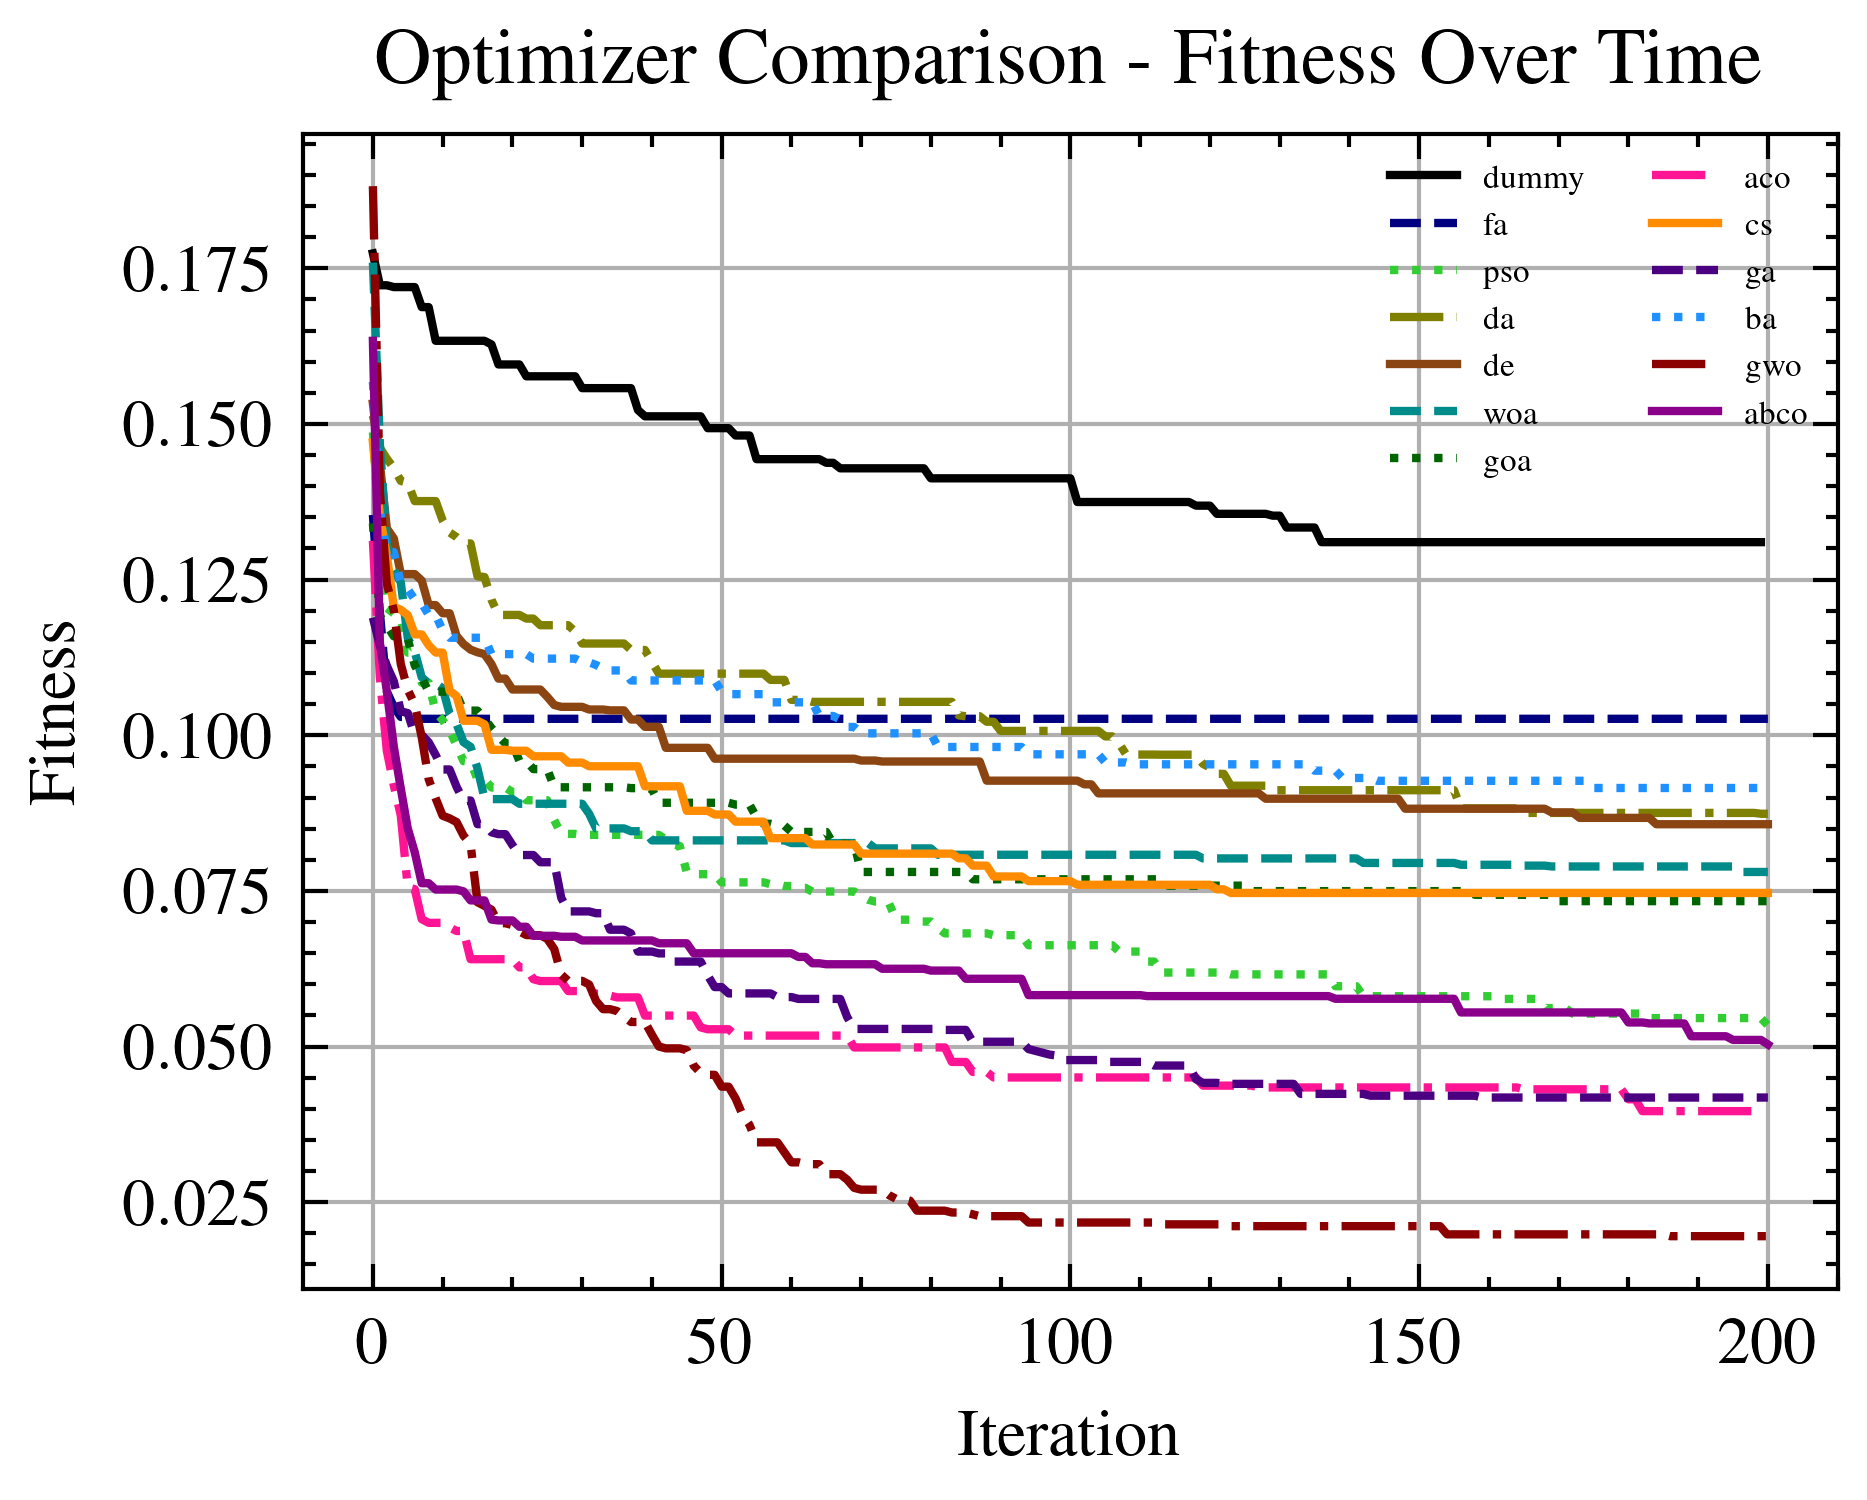 Optimizer Comparison - Fitness Over Time
Fitness
0.175
0.150
0.125
0.100
0.075
0.050
0.025
dummy
fa
pso
da
de
woa
goa
aco
cs
ga
ba
gwo
abco
0
50
100
150
200
Iteration